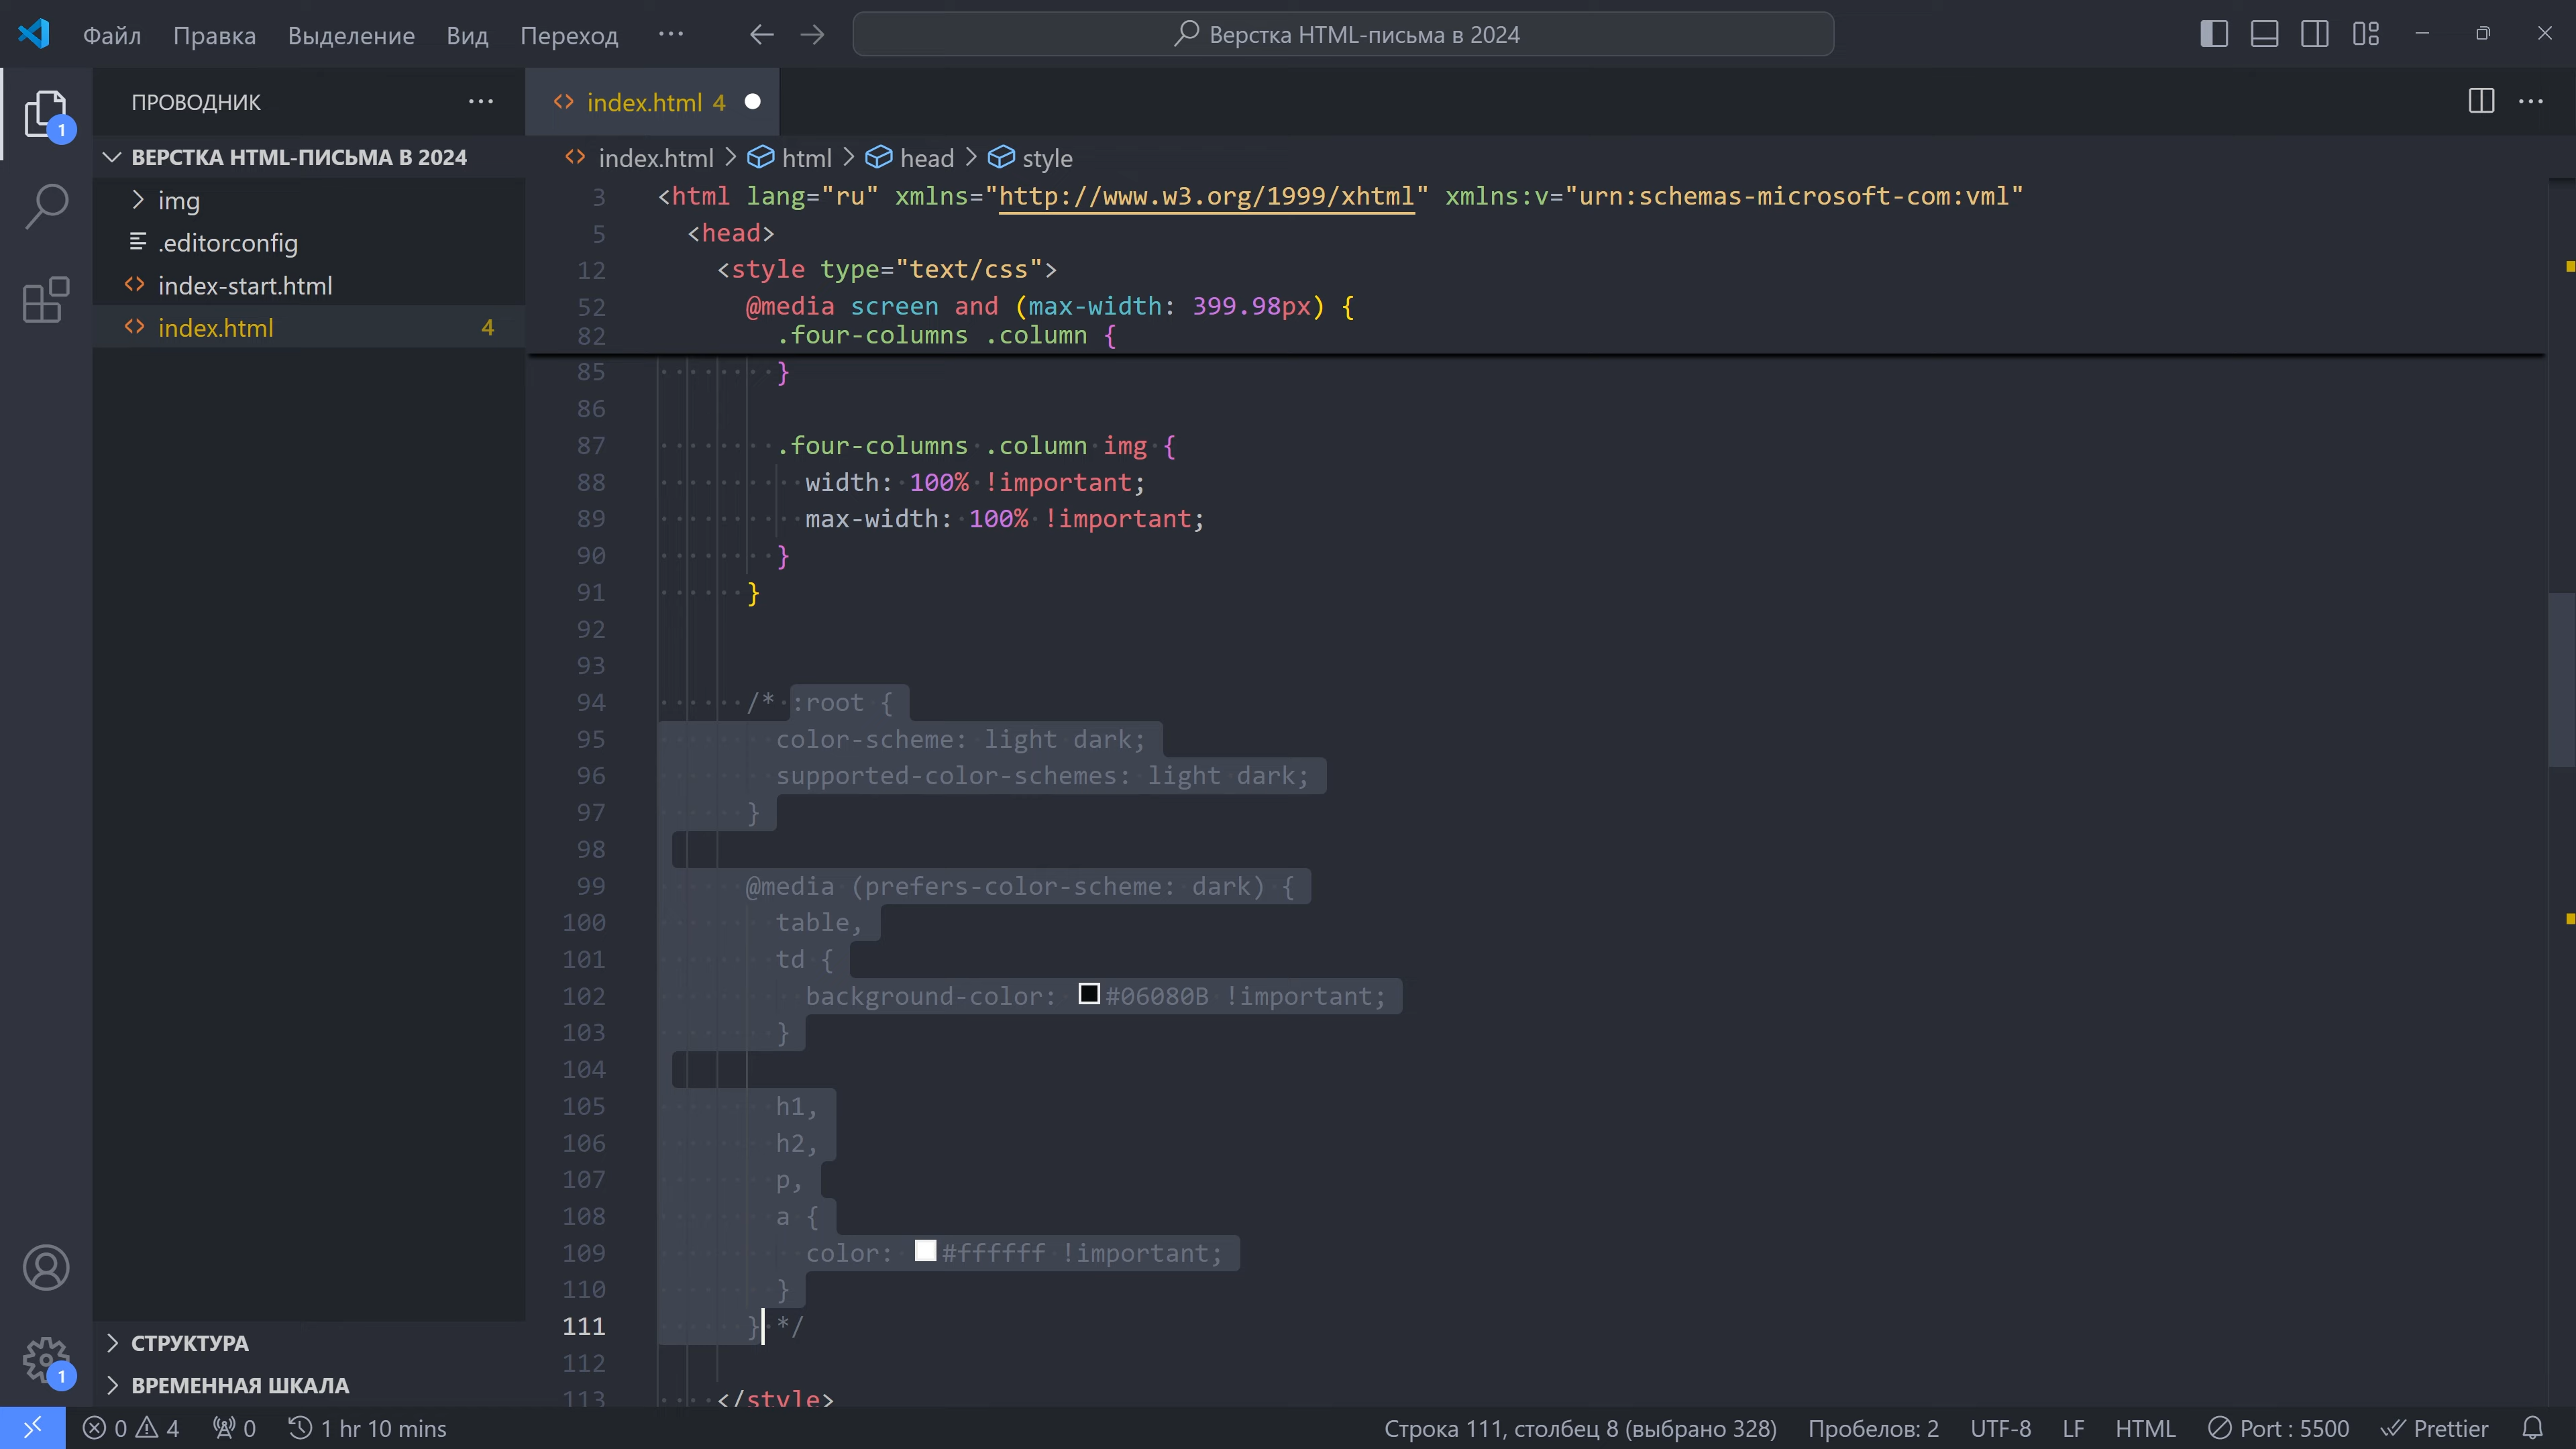 Файл Правка Выделение Вид Переход ··· Верстка HTML-письма в 2024
ПРОВОДНИК ···
1
ВЕРСТКА HTML-ПИСЬМА В 2024
img
.editorconfig
index-start.html
index.html 4
СТРУКТУРА
ВРЕМЕННАЯ ШКАЛА
1
index.html 4
index.html > html > head > style
3 <html lang="ru" xmlns="http://www.w3.org/1999/xhtml" xmlns:v="urn:schemas-microsoft-com:vml"
5 <head>
12 <style type="text/css">
52 @media screen and (max-width: 399.98px) {
82 .four-columns .column {
85 }
86
87 .four-columns .column img {
88 width: 100% !important;
89 max-width: 100% !important;
90 }
91 }
92
93
94 /* :root {
95 color-scheme: light dark;
96 supported-color-schemes: light dark;
97 }
98
99 @media (prefers-color-scheme: dark) {
100 table,
101 td {
102 background-color: #06080B !important;
103 }
104
105 h1,
106 h2,
107 p,
108 a {
109 color: #ffffff !important;
110 }
111 } */
112
113 </style>
0 4 0 1 hr 10 mins Строка 111, столбец 8 (выбрано 328) Пробелов: 2 UTF-8 LF HTML Port : 5500 Prettier